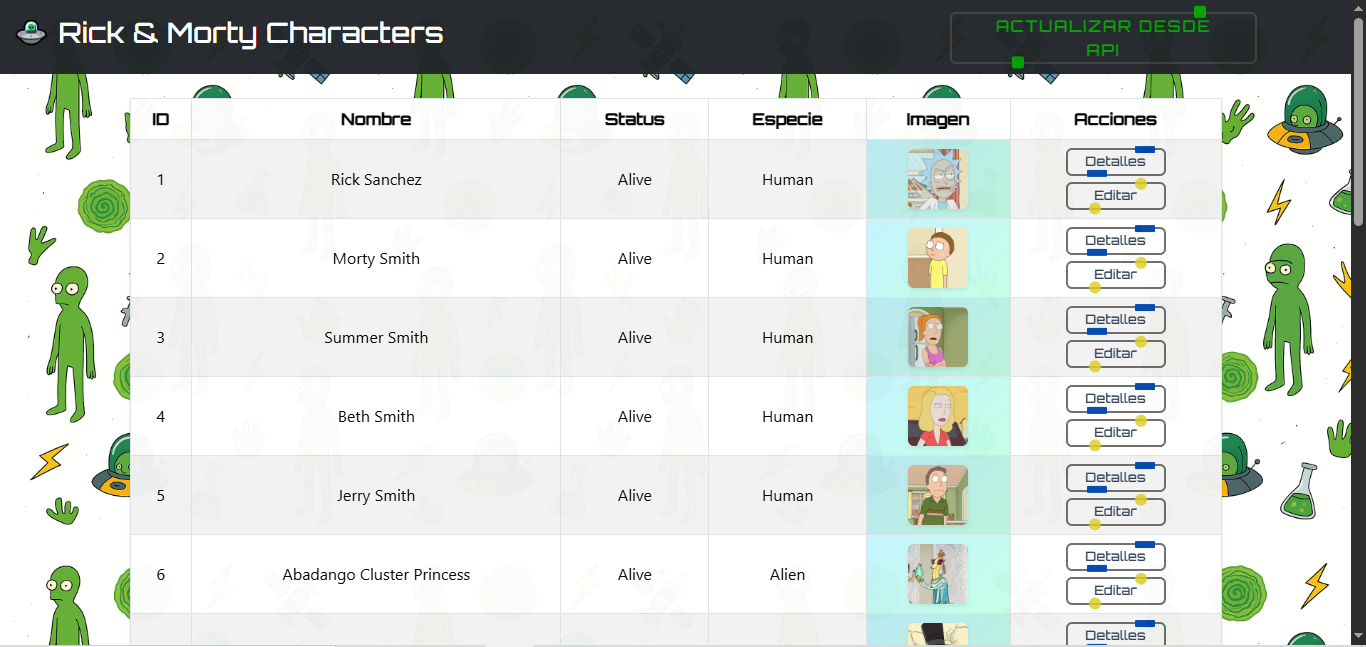 Rick & Morty Characters
ACTUALIZAR DESDE
API
ID Nombre Status Especie Imagen Acciones
1 Rick Sanchez Alive Human Detalles
Editar
2 Morty Smith Alive Human Detalles
Editar
3 Summer Smith Alive Human Detalles
Editar
4 Beth Smith Alive Human Detalles
Editar
5 Jerry Smith Alive Human Detalles
Editar
6 Abadango Cluster Princess Alive Alien Detalles
Editar
Detalles